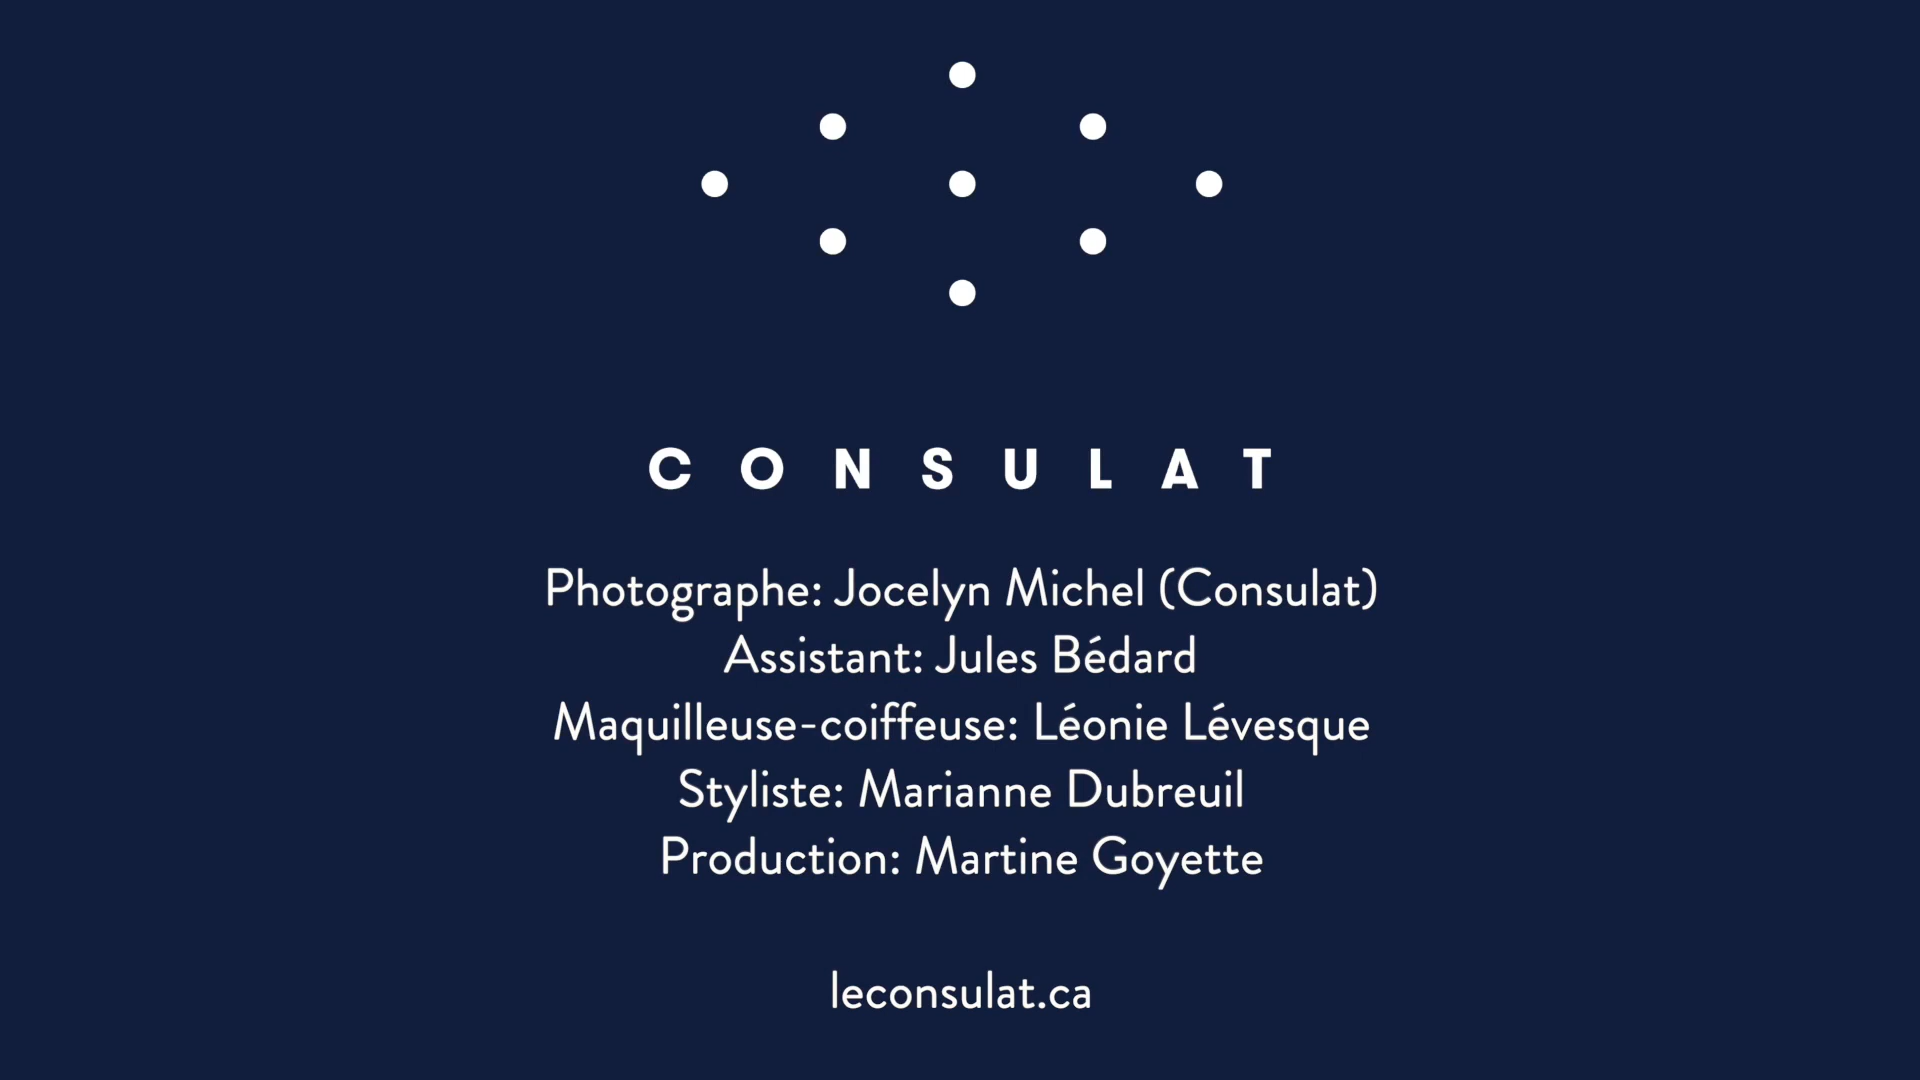 CONSULAT
Photographe: Jocelyn Michel (Consulat)
Assistant: Jules Bédard
Maquilleuse-coiffeuse: Léonie Lévesque
Styliste: Marianne Dubreuil
Production: Martine Goyette
leconsulat.ca